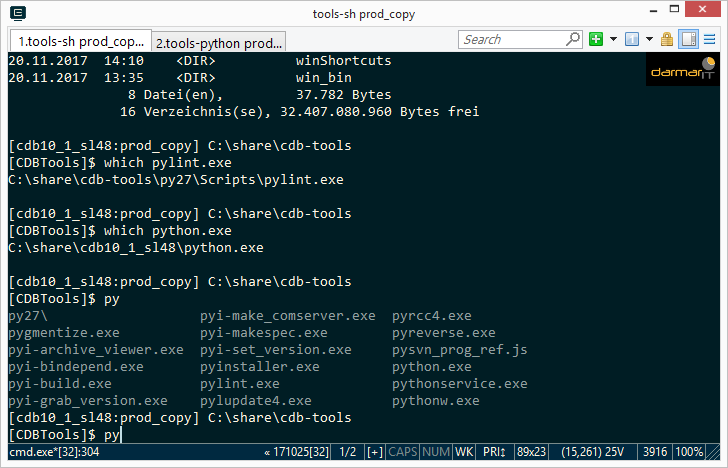 tools-sh prod_copy
100%
1.tools-sh prod_cop...
2.tools-python prod...
Search
darmarIT
20.11.2017  14:10    <DIR>          winShortcuts
20.11.2017  13:35    <DIR>          win_bin
8 Datei(en),         37.782 Bytes
16 Verzeichnis(se), 32.407.080.960 Bytes frei
[cdb10_1_sl48:prod_copy] C:\share\cdb-tools
[CDBTools]$ which pylint.exe
C:\share\cdb-tools\py27\Scripts\pylint.exe
[cdb10_1_sl48:prod_copy] C:\share\cdb-tools
[CDBTools]$ which python.exe
C:\share\cdb10_1_sl48\python.exe
[cdb10_1_sl48:prod_copy] C:\share\cdb-tools
[CDBTools]$ py
py27\                   pyi-make_comserver.exe  pyrcc4.exe
pygmentize.exe          pyi-makespec.exe        pyreverse.exe
pyi-archive_viewer.exe  pyi-set_version.exe     pysvn_prog_ref.js
pyi-bindepend.exe       pyinstaller.exe         python.exe
pyi-build.exe           pylint.exe              pythonservice.exe
pyi-grab_version.exe    pylupdate4.exe          pythonw.exe
[cdb10_1_sl48:prod_copy] C:\share\cdb-tools
[CDBTools]$ py
cmd.exe*[32]:304 « 171025[32] 1/2 [+] CAPS NUM WK PRI↕ 89x23 (15,261) 25V 3916 100%